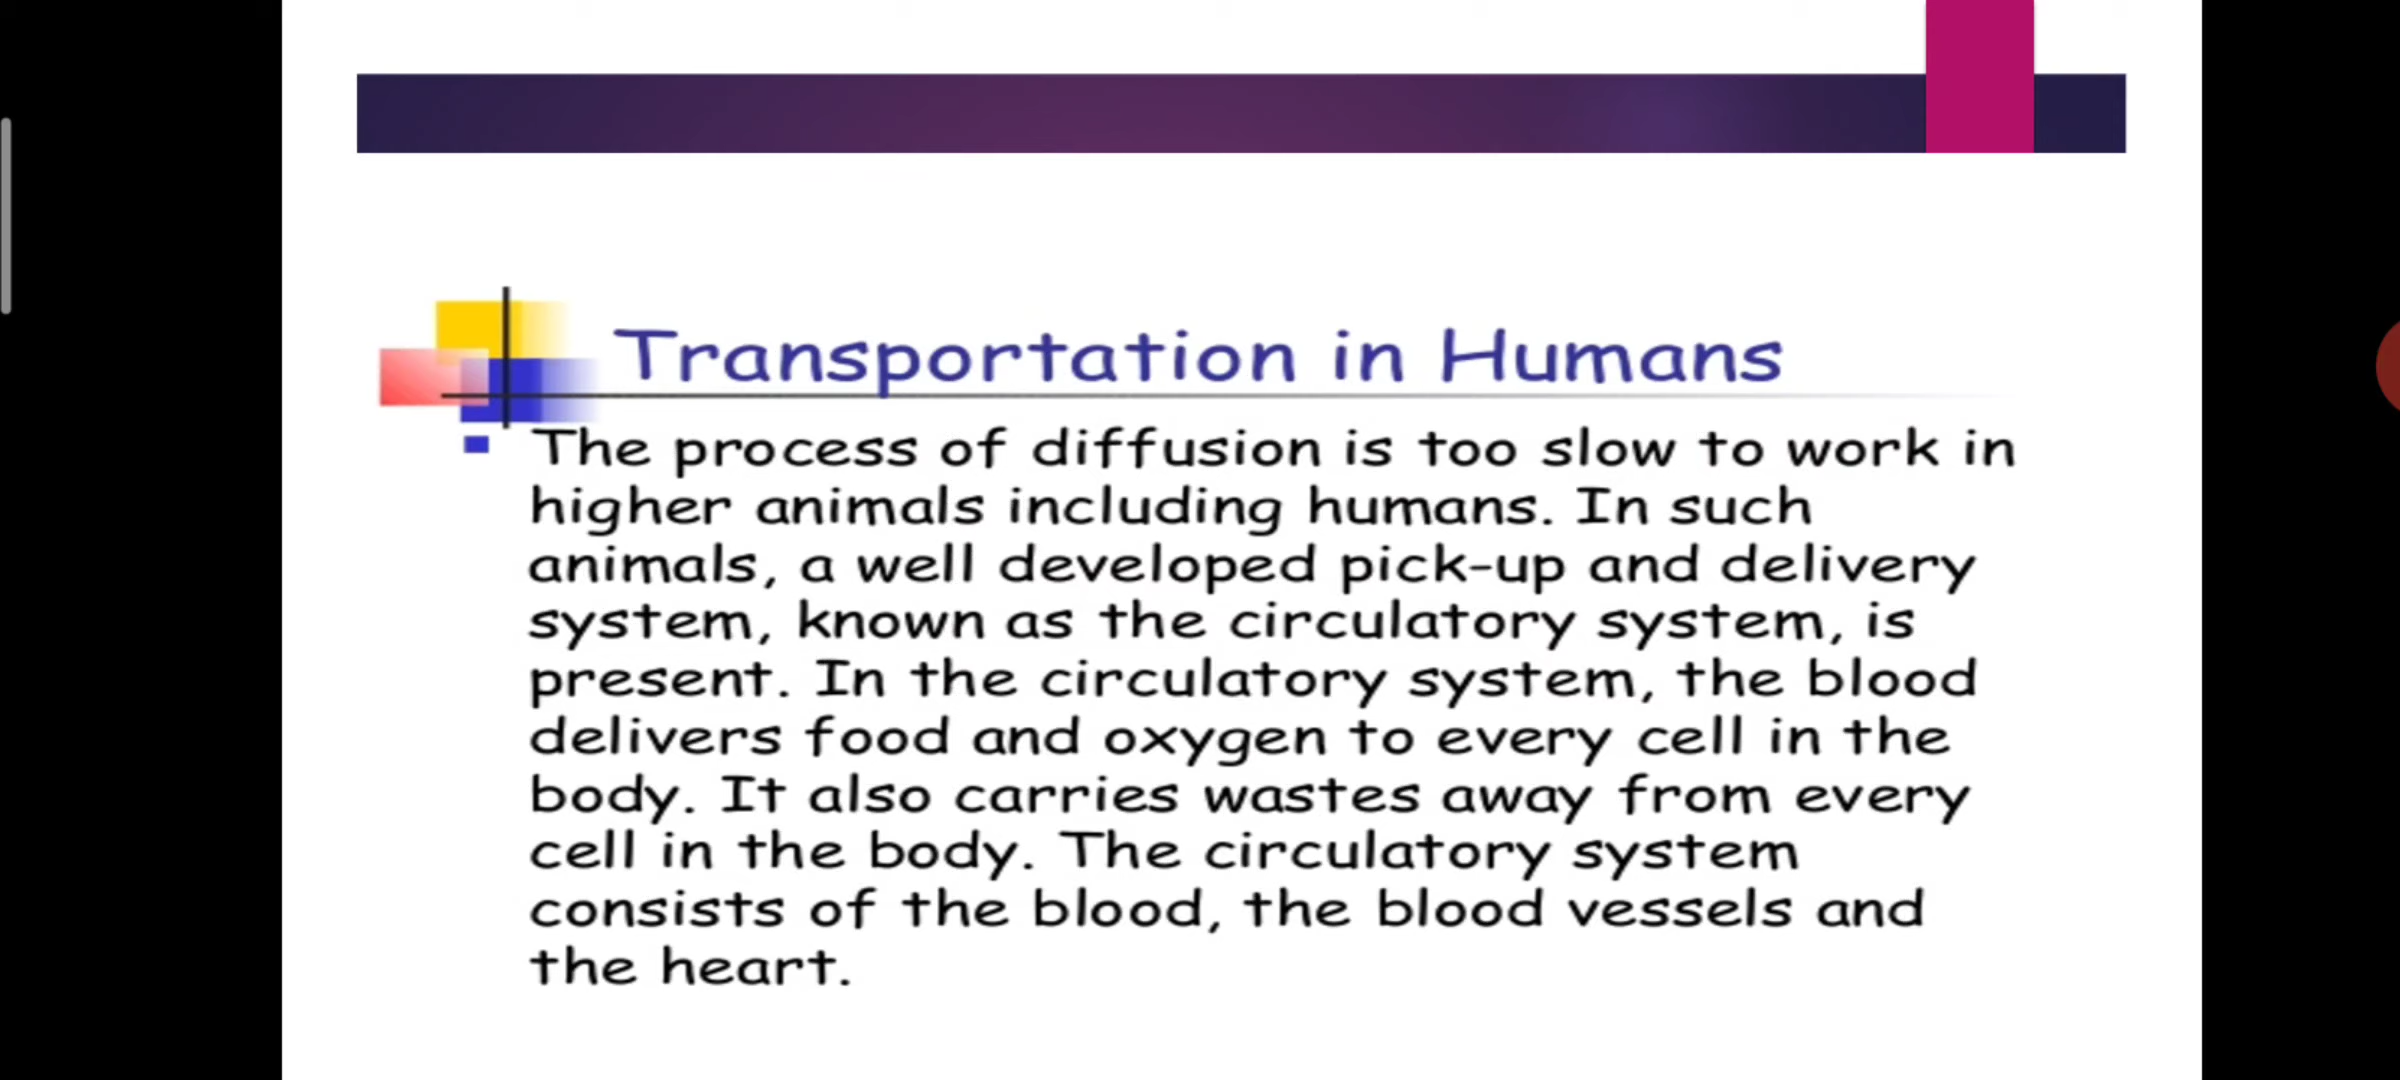 Transportation in Humans
The process of diffusion is too slow to work in
higher animals including humans. In such
animals, a well developed pick-up and delivery
system, known as the circulatory system, is
present. In the circulatory system, the blood
delivers food and oxygen to every cell in the
body. It also carries wastes away from every
cell in the body. The circulatory system
consists of the blood, the blood vessels and
the heart.